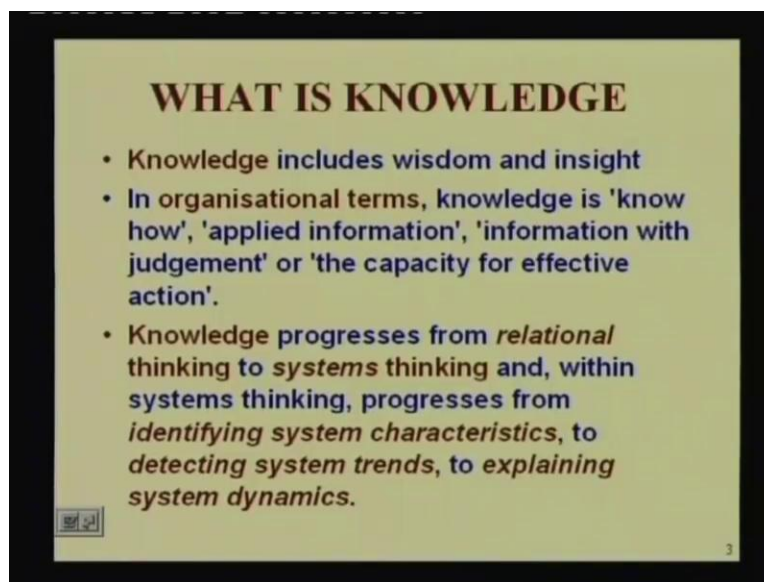 WHAT IS KNOWLEDGE
• Knowledge includes wisdom and insight
• In organisational terms, knowledge is 'know
how', 'applied information', 'information with
judgement' or 'the capacity for effective
action'.
• Knowledge progresses from relational
thinking to systems thinking and, within
systems thinking, progresses from
identifying system characteristics, to
detecting system trends, to explaining
system dynamics.
3